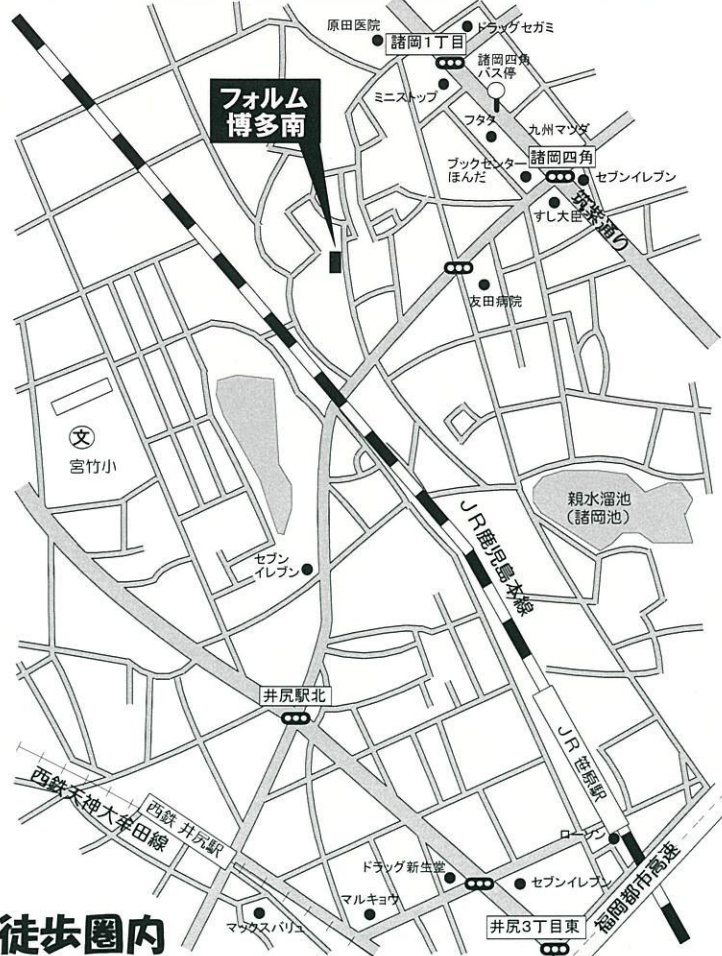 原田医院
ドラッグセガミ
諸岡1丁目
諸岡四角
バス停
ミニストップ
フォルム
博多南
フタタ
九州マツダ
ブックセンター
ほんだ
諸岡四角
セブンイレブン
すし大臣
筑紫通り
友田病院
文
宮竹小
親水溜池
(諸岡池)
JR鹿児島本線
セブン
イレブン
井尻駅北
JR 笹原駅
西鉄天神大牟田線
西鉄 井尻駅
ローソン
ドラッグ新生堂
セブンイレブン
福岡都市高速
マルキョウ
マックスバリュ
井尻3丁目東
徒歩圏内